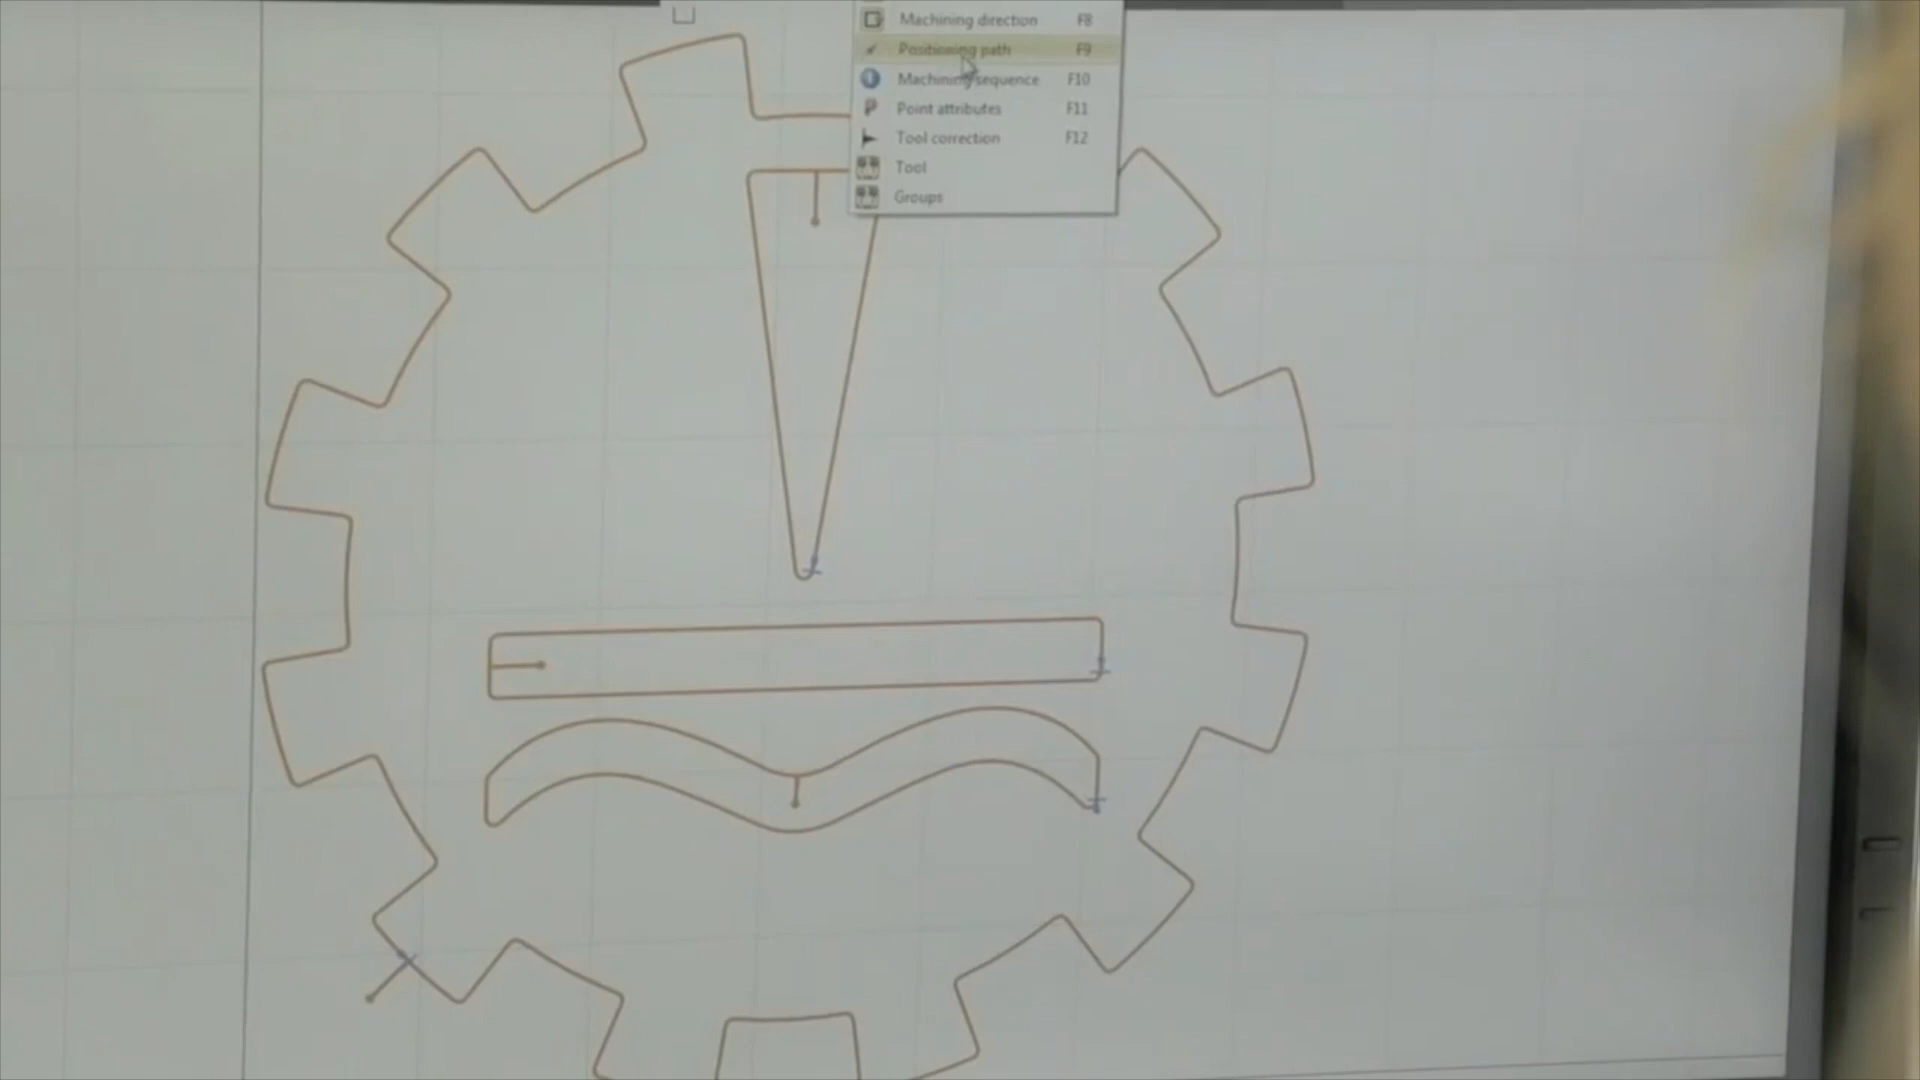 Machining direction F8
Positioning path F9
Machining sequence F10
Point attributes F11
Tool correction F12
Tool
Groups